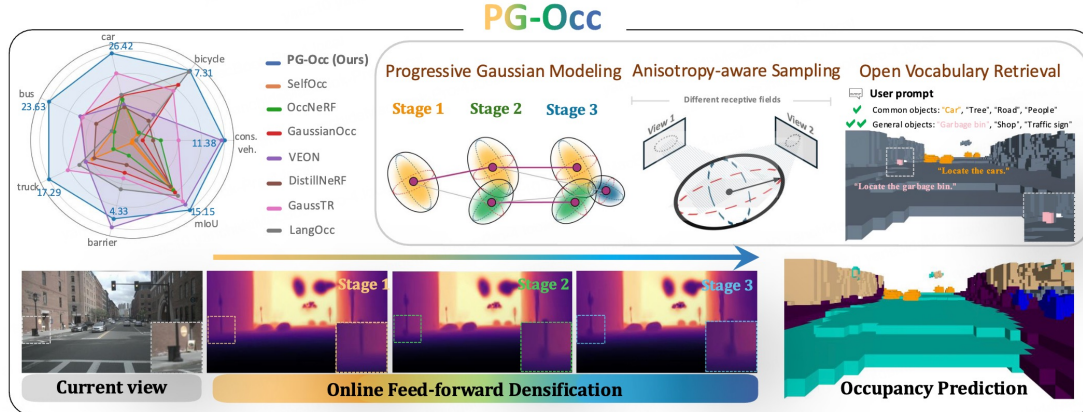 PG-Occ
car
26.42
bicycle
7.31
bus
23.63
cons.
veh.
11.38
truck
17.29
15.15
mIoU
4.33
barrier
PG-Occ (Ours)
SelfOcc
OccNeRF
GaussianOcc
VEON
DistillNeRF
GaussTR
LangOcc
Progressive Gaussian Modeling
Stage 1
Stage 2
Stage 3
Anisotropy-aware Sampling
Different receptive fields
View 1
View 2
Open Vocabulary Retrieval
User prompt
Common objects: "Car", "Tree", "Road", "People"
General objects: "Garbage bin", "Shop", "Traffic sign"
"Locate the cars."
"Locate the garbage bin."
Stage 1
Stage 2
Stage 3
Current view
Online Feed-forward Densification
Occupancy Prediction